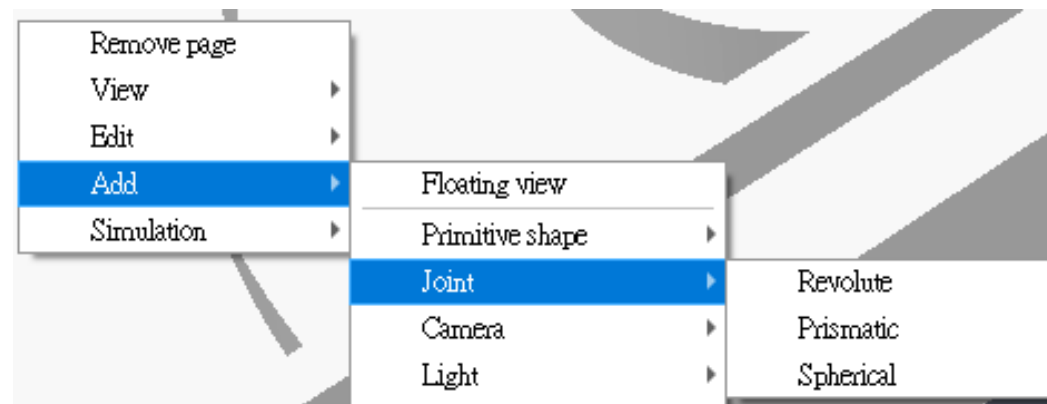 Remove page
View
Edit
Add
Simulation
Floating view
Primitive shape
Joint
Camera
Light
Revolute
Prismatic
Spherical